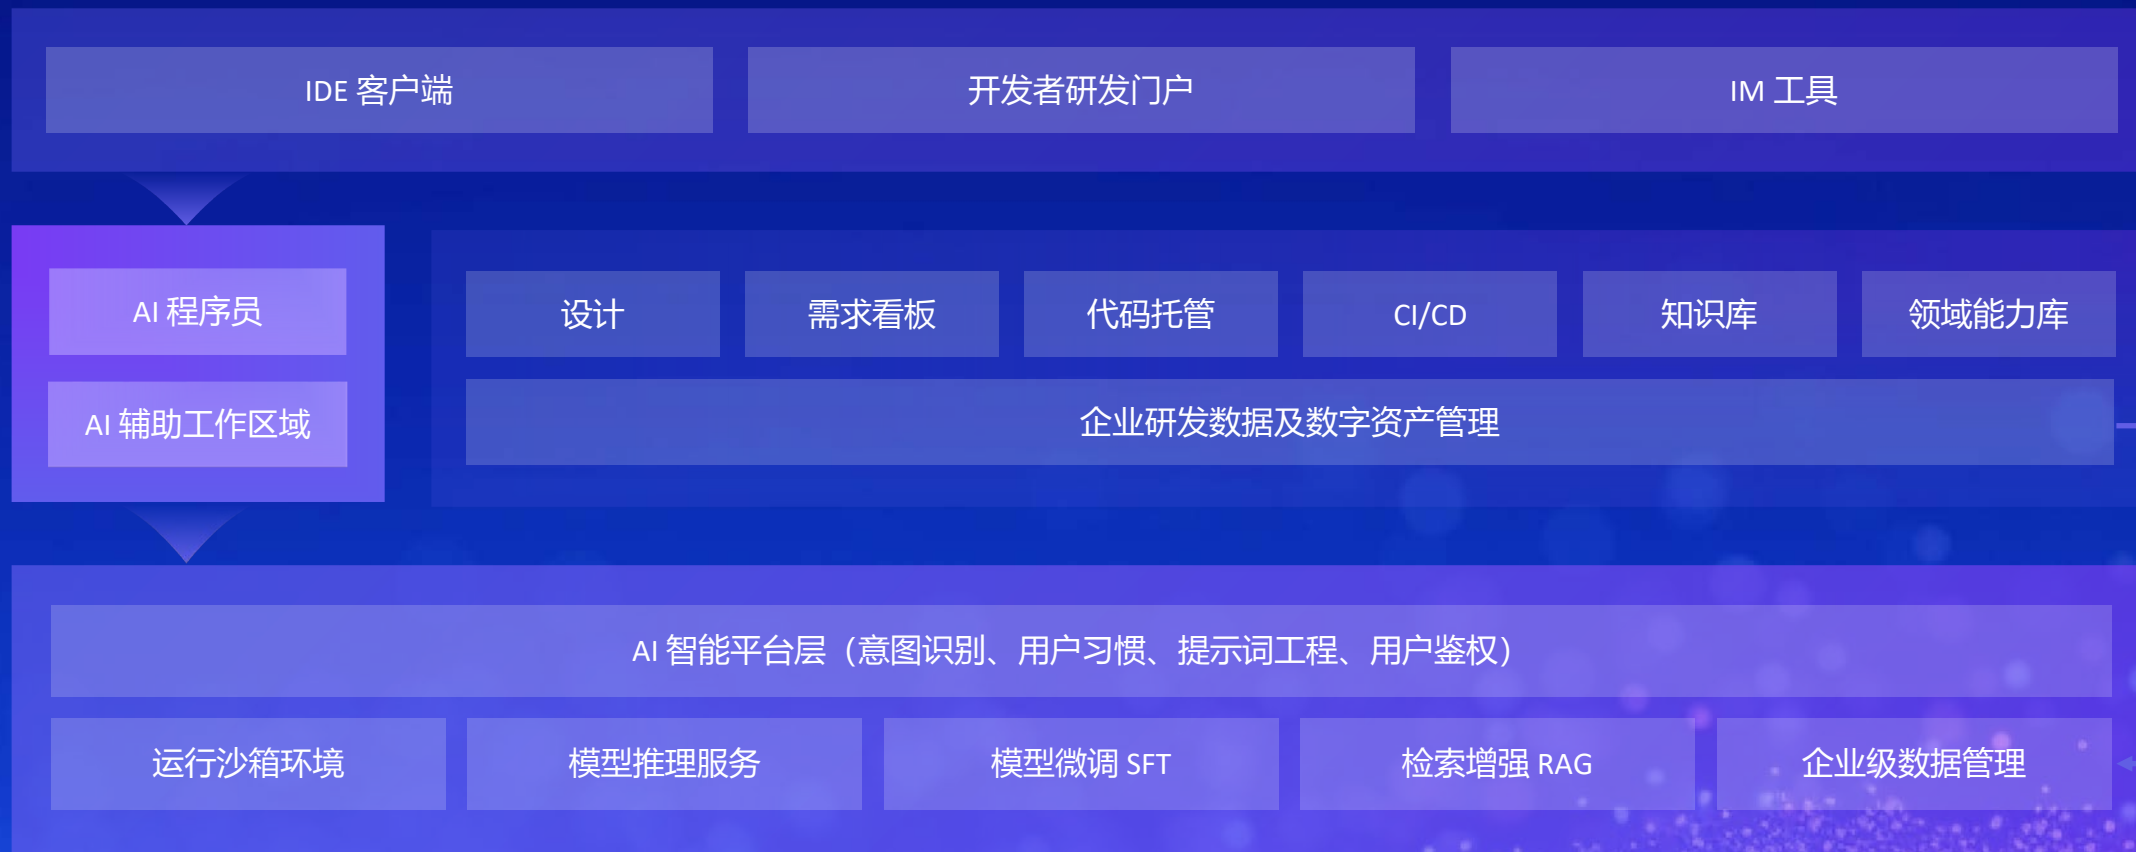 IDE 客户端
开发者研发门户
IM 工具
AI 程序员
AI 辅助工作区域
设计
需求看板
代码托管
CI/CD
知识库
领域能力库
企业研发数据及数字资产管理
AI 智能平台层（意图识别、用户习惯、提示词工程、用户鉴权）
运行沙箱环境
模型推理服务
模型微调 SFT
检索增强 RAG
企业级数据管理